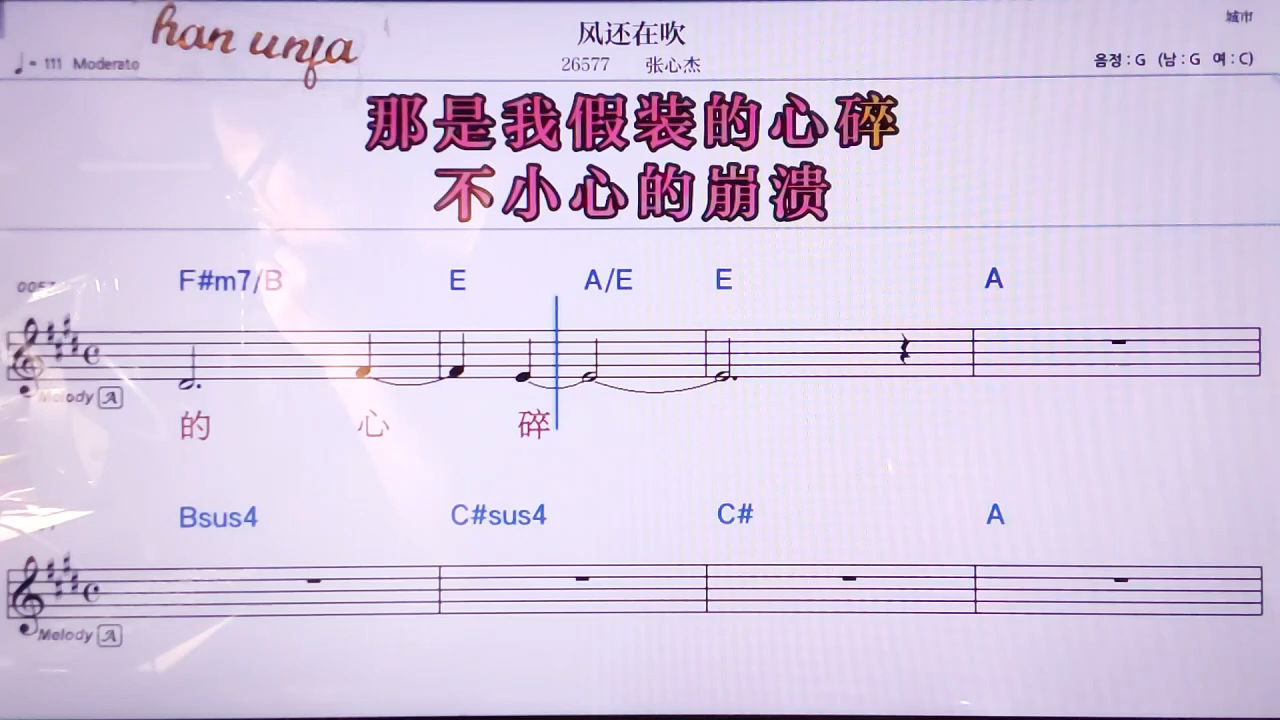 han unfa
风还在吹
城市
♩= 111 Moderato
26577 张心杰
음정 : G (남 : G 여 : C)
那是我假装的心碎
不小心的崩溃
F#m7/B E A/E E A
Melody A
的 心 碎
Bsus4 C#sus4 C# A
Melody A